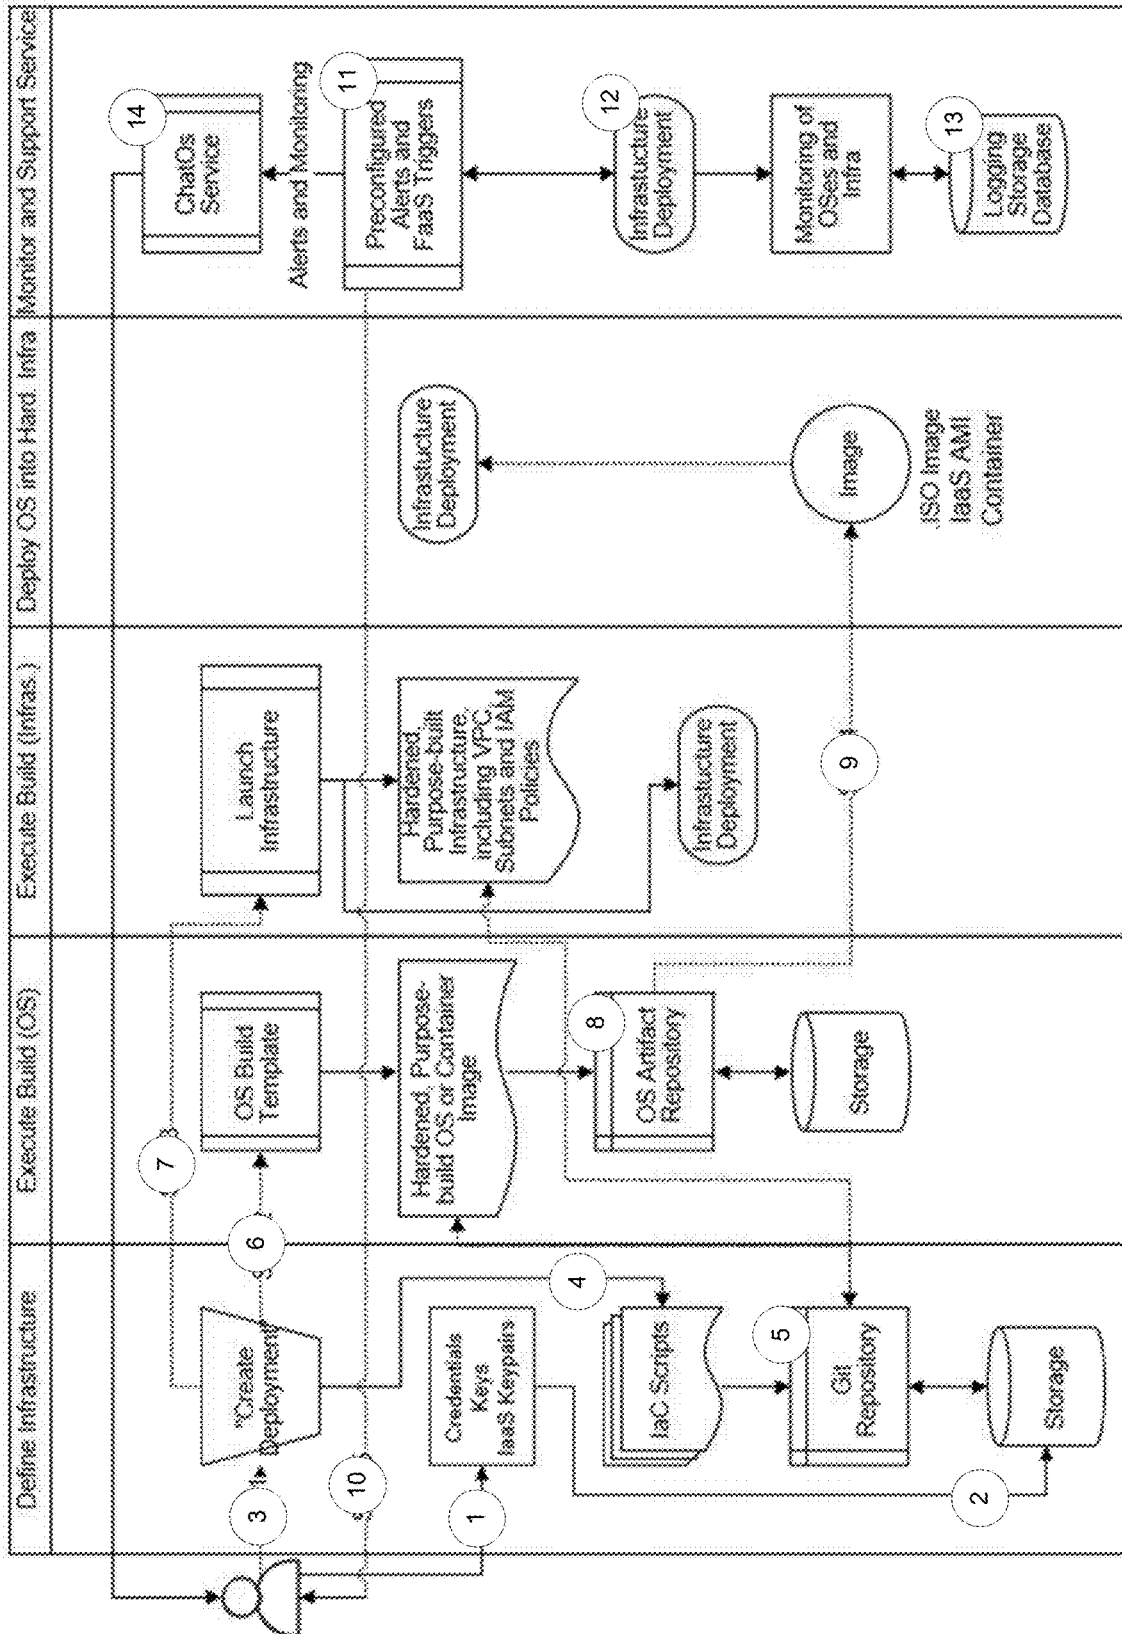 Define Infrastructure
Execute Build (OS)
Execute Build (Infras.)
Deploy OS into Hard. Infra
Monitor and Support Service
3
"Create
Deployment"
10
1
Credentials
Keys
IaaS Keypairs
4
IaC Scripts
5
Git
Repository
2
Storage
7
6
OS Build
Template
Hardened, Purpose-
build OS or Container
Image
8
OS Artifact
Repository
Storage
Launch
Infrastructure
Hardened,
Purpose-built
Infrastructure,
including VPC,
Subnets and IAM
Policies
Infrastucture
Deployment
9
Infrastucture
Deployment
Image
.ISO Image
IaaS AMI
Container
14
ChatOs
Service
Alerts and Monitoring
11
Preconfigured
Alerts and
FaaS Triggers
12
Infrastucture
Deployment
Monitoring of
OSes and
Infra
13
Logging
Storage
Database